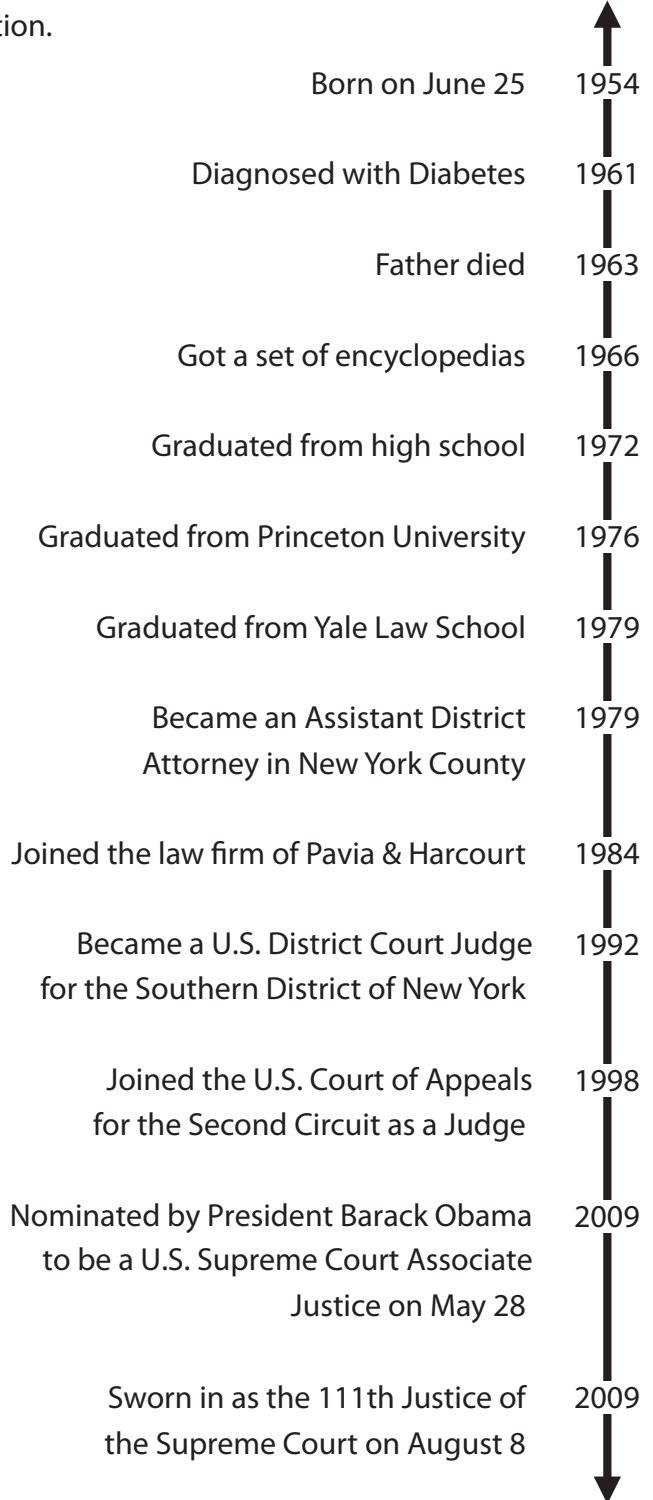 tion.
Born on June 25 1954
Diagnosed with Diabetes 1961
Father died 1963
Got a set of encyclopedias 1966
Graduated from high school 1972
Graduated from Princeton University 1976
Graduated from Yale Law School 1979
Became an Assistant District 1979
Attorney in New York County
Joined the law firm of Pavia & Harcourt 1984
Became a U.S. District Court Judge 1992
for the Southern District of New York
Joined the U.S. Court of Appeals 1998
for the Second Circuit as a Judge
Nominated by President Barack Obama 2009
to be a U.S. Supreme Court Associate
Justice on May 28
Sworn in as the 111th Justice of 2009
the Supreme Court on August 8